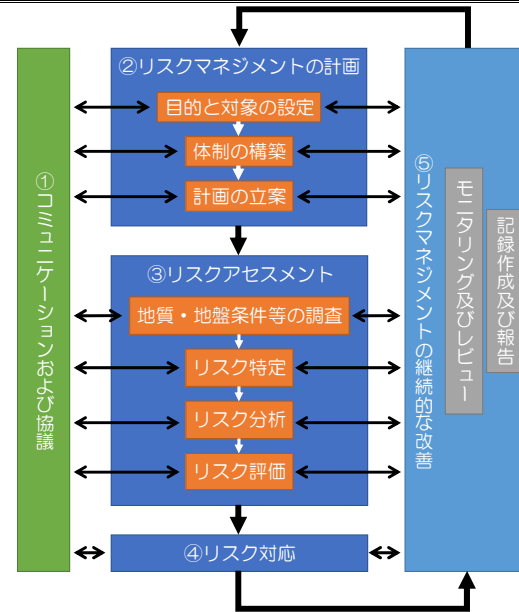 ①コミュニケーションおよび協議
②リスクマネジメントの計画
目的と対象の設定
体制の構築
計画の立案
③リスクアセスメント
地質・地盤条件等の調査
リスク特定
リスク分析
リスク評価
④リスク対応
⑤リスクマネジメントの継続的な改善
モニタリング及びレビュー
記録作成及び報告